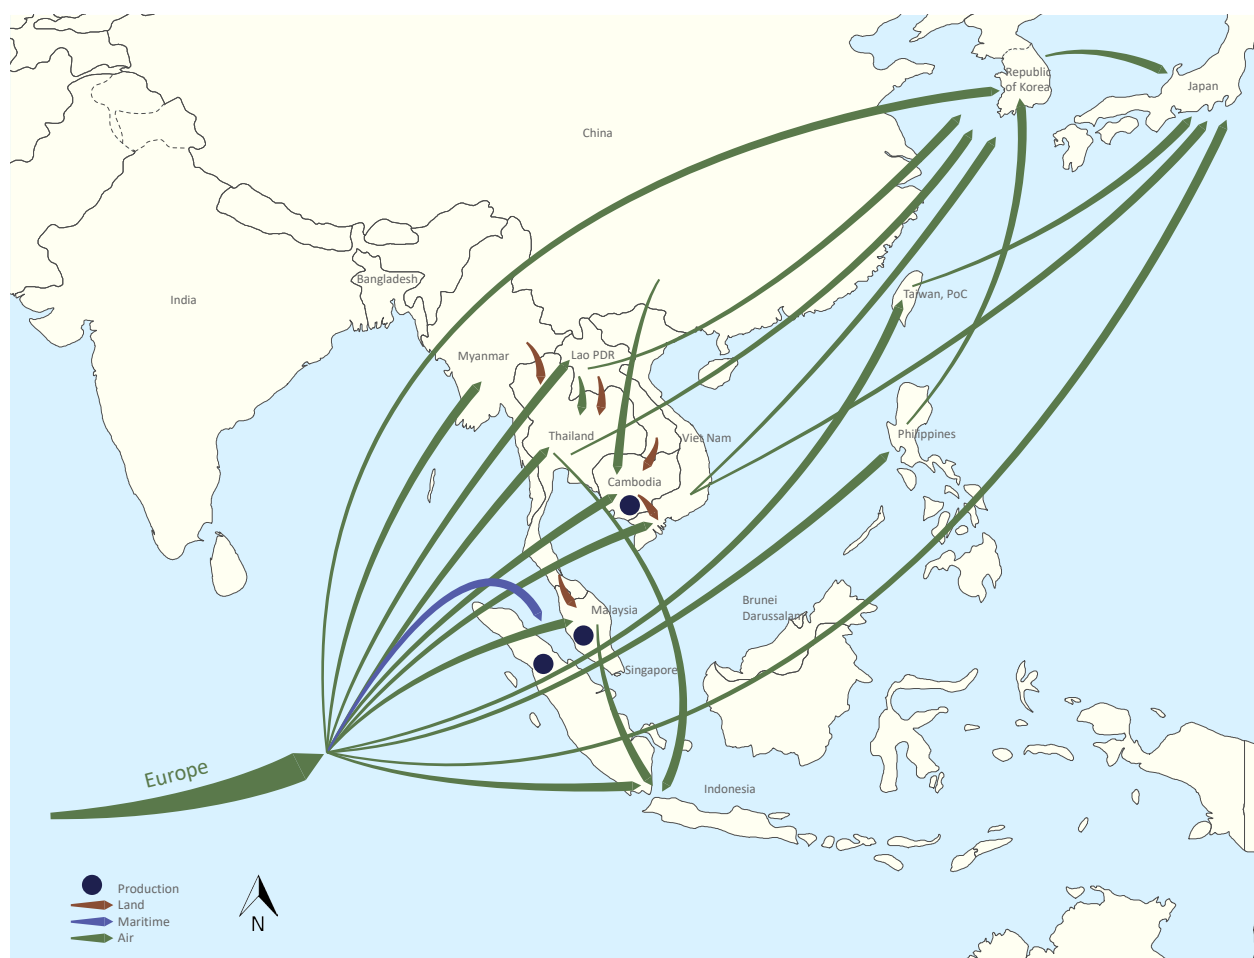 Republic
of Korea
Japan
China
Bangladesh
India
Taiwan, PoC
Myanmar
Lao PDR
Thailand
Viet Nam
Philippines
Cambodia
Brunei
Darussalam
Malaysia
Singapore
Europe
Indonesia
Production
Land
Maritime
Air
N